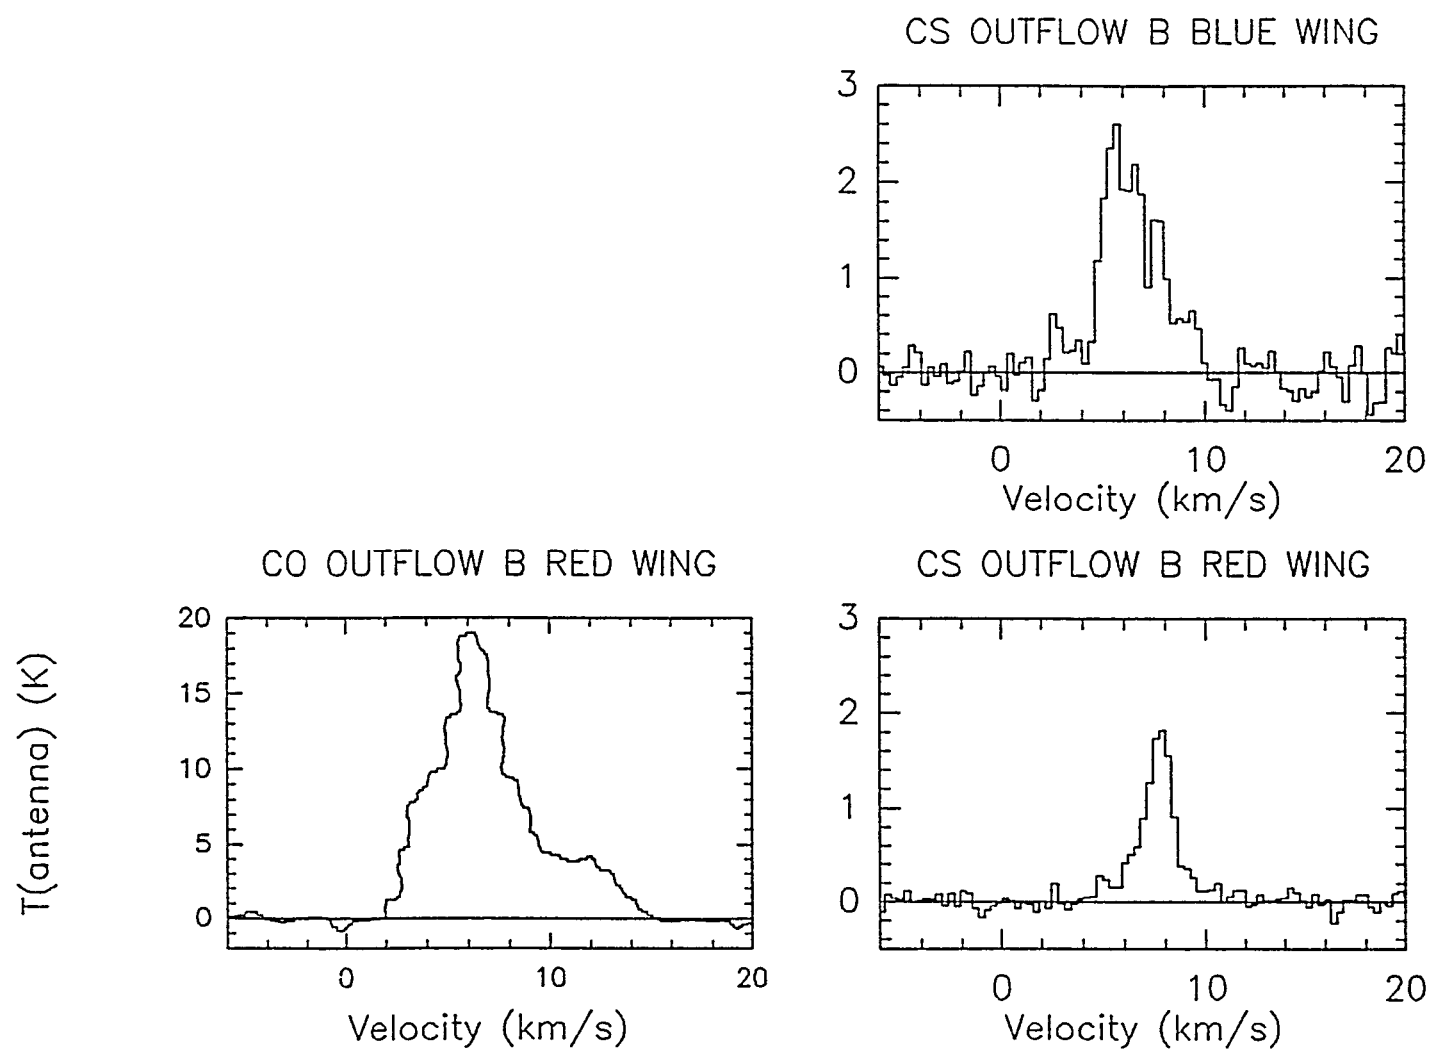 CS OUTFLOW B BLUE WING
3
2
1
0
0 10 20
Velocity (km/s)
CO OUTFLOW B RED WING
T(antenna) (K)
20
15
10
5
0
0 10 20
Velocity (km/s)
CS OUTFLOW B RED WING
3
2
1
0
0 10 20
Velocity (km/s)